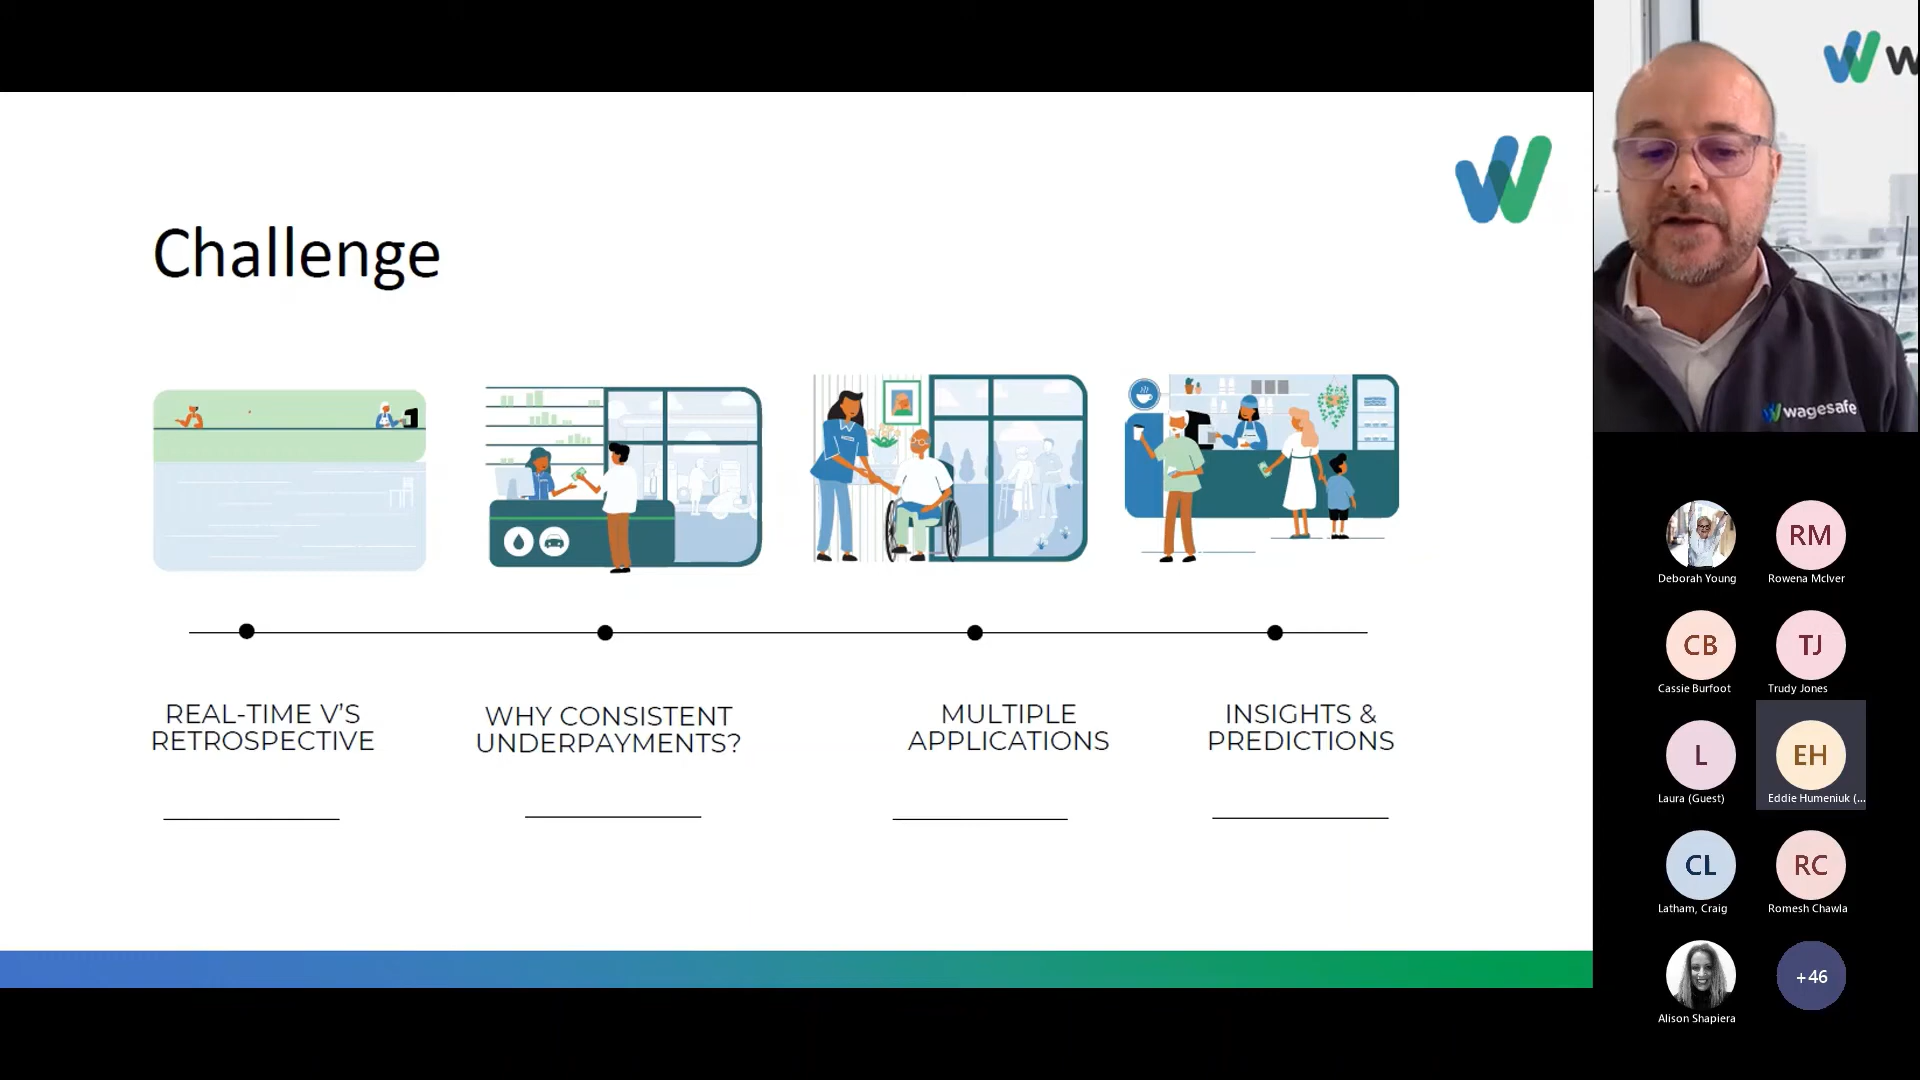 w
Challenge
wagesafe
REAL-TIME V'S
RETROSPECTIVE
WHY CONSISTENT
UNDERPAYMENTS?
MULTIPLE
APPLICATIONS
INSIGHTS &
PREDICTIONS
Deborah Young
RM
Rowena McIver
CB
Cassie Burfoot
TJ
Trudy Jones
L
Laura (Guest)
EH
Eddie Humeniuk (...
CL
Latham, Craig
RC
Romesh Chawla
Alison Shapiera
+46